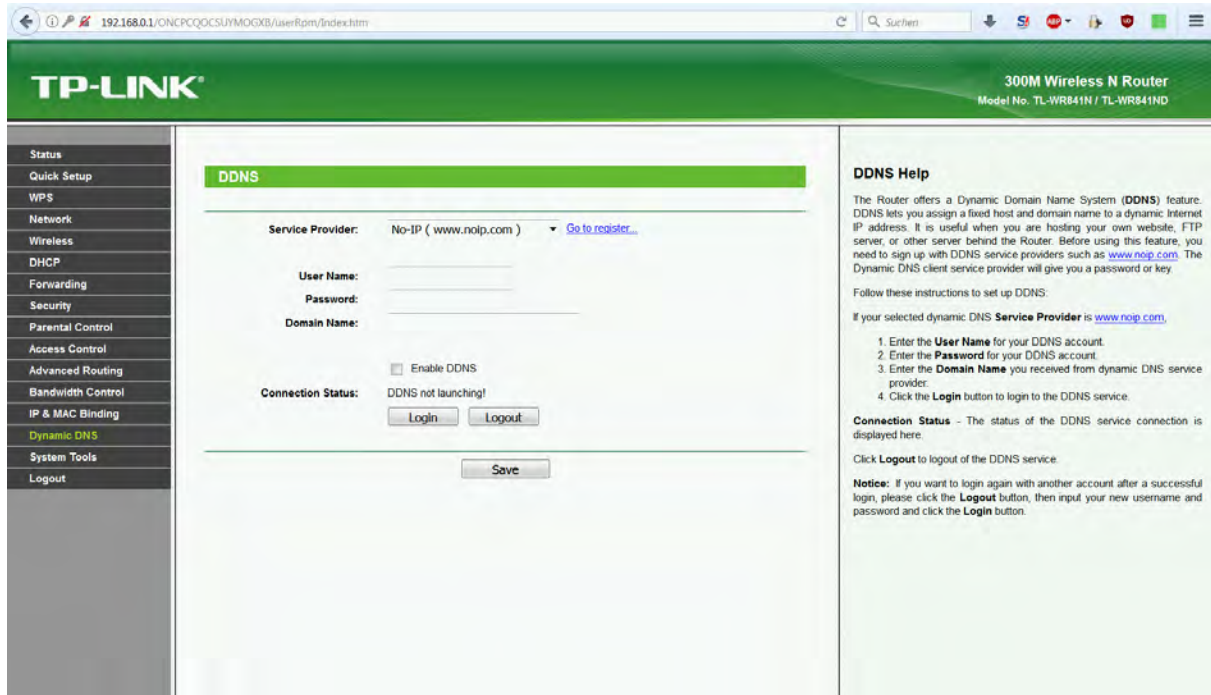 192.168.0.1/ONCPCQOCSUYMOGXB/userRpm/Index.htm
Suchen
TP-LINK®
300M Wireless N Router
Model No. TL-WR841N / TL-WR841ND
Status
Quick Setup
WPS
Network
Wireless
DHCP
Forwarding
Security
Parental Control
Access Control
Advanced Routing
Bandwidth Control
IP & MAC Binding
Dynamic DNS
System Tools
Logout
DDNS
Service Provider: No-IP ( www.noip.com ) Go to register...
User Name:
Password:
Domain Name:
Enable DDNS
Connection Status: DDNS not launching!
Login Logout
Save
DDNS Help
The Router offers a Dynamic Domain Name System (DDNS) feature.
DDNS lets you assign a fixed host and domain name to a dynamic Internet
IP address. It is useful when you are hosting your own website, FTP
server, or other server behind the Router. Before using this feature, you
need to sign up with DDNS service providers such as www.noip.com. The
Dynamic DNS client service provider will give you a password or key.
Follow these instructions to set up DDNS:
If your selected dynamic DNS Service Provider is www.noip.com,
1. Enter the User Name for your DDNS account.
2. Enter the Password for your DDNS account.
3. Enter the Domain Name you received from dynamic DNS service
provider.
4. Click the Login button to login to the DDNS service.
Connection Status - The status of the DDNS service connection is
displayed here.
Click Logout to logout of the DDNS service.
Notice: If you want to login again with another account after a successful
login, please click the Logout button, then input your new username and
password and click the Login button.